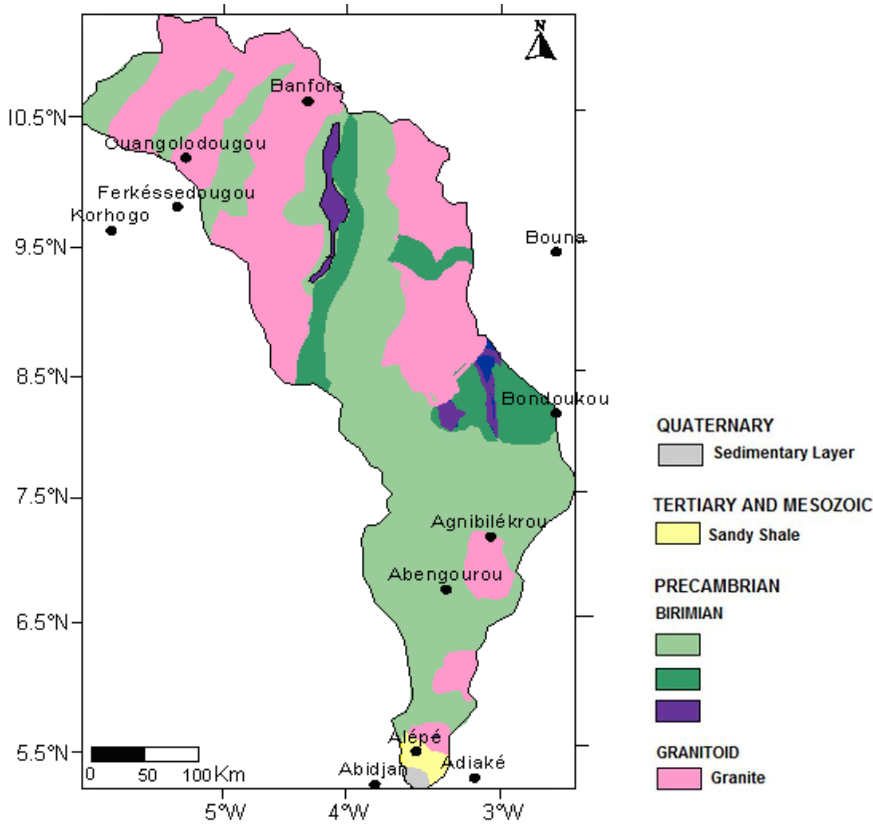 N
Banfora
10.5°N
Ouangolodougou
Ferkéssedougou
Korhogo
9.5°N
Bouna
8.5°N
Bondoukou
QUATERNARY
Sedimentary Layer
7.5°N
TERTIARY AND MESOZOIC
Agnibilékrou
Sandy Shale
Abengourou
PRECAMBRIAN
BIRIMIAN
6.5°N
5.5°N
Alépé
GRANITOID
Abidjan
Adiaké
Granite
0 50 100 Km
5°W 4°W 3°W